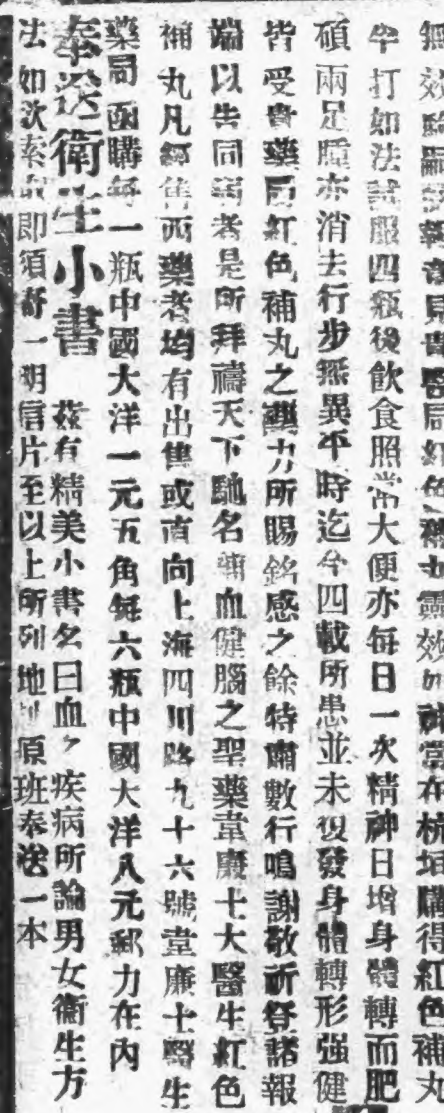 無效 貴醫局紅色補丸靈效如神當在杭垣購得紅色補丸
半打如法試服四瓶後飲食照常大便亦每日一次精神日增身體轉而肥
碩兩足腫亦消去行步無異平時迄今四載所患並未復發身體轉形强健
皆受貴藥局紅色補丸之藥力所賜銘感之餘特肅數行鳴謝敬祈登諸報
端以告同病者是所拜禱天下馳名補血健腦之聖藥韋廉士大醫生紅色
補丸凡經售西藥者均有出售或直向上海四川路九十六號韋廉士醫生
藥局函購每一瓶中國大洋一元五角每六瓶中國大洋八元郵力在內
奉送衛生小書 茲有精美小書名曰血之疾病所論男女衛生方
法如欲索取即須寄一明信片至以上所列地址原班奉送一本